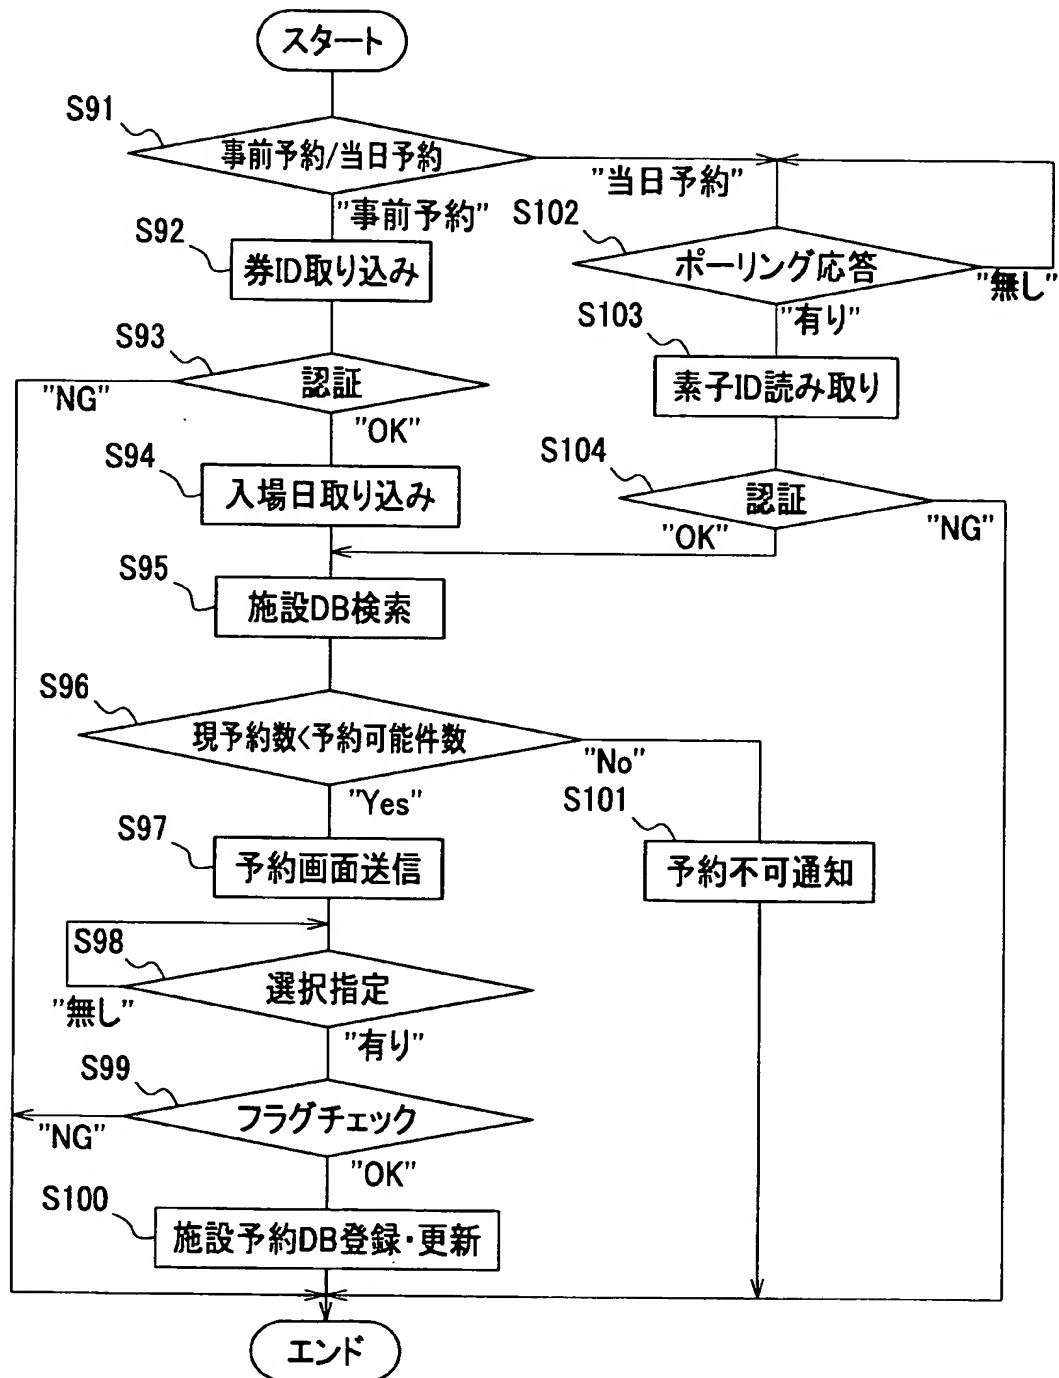 スタート
S91
事前予約/当日予約
"当日予約"
"事前予約"
S92
券ID取り込み
S102
ポーリング応答
"無し"
"有り"
S103
素子ID読み取り
S93
認証
"NG"
"OK"
S94
入場日取り込み
S104
認証
"OK"
"NG"
S95
施設DB検索
S96
現予約数<予約可能件数
"No"
"Yes"
S101
予約不可通知
S97
予約画面送信
S98
選択指定
"無し"
"有り"
S99
フラグチェック
"NG"
"OK"
S100
施設予約DB登録・更新
エンド